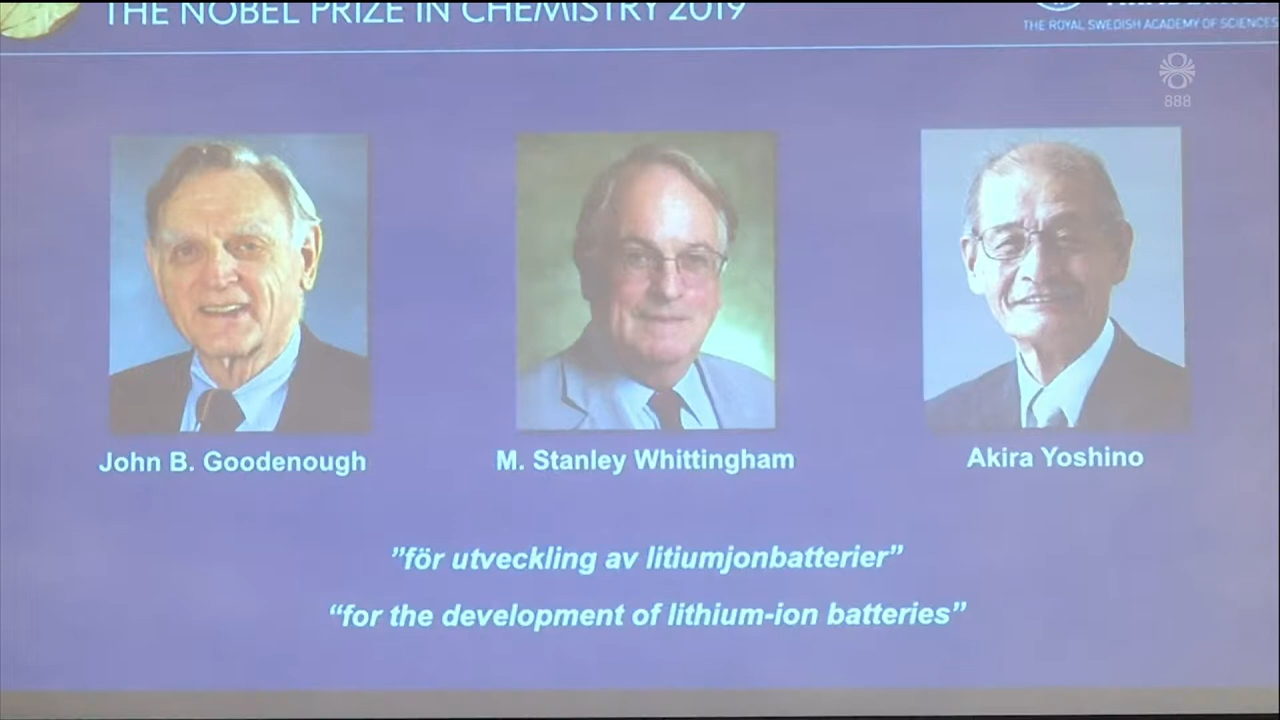 THE NOBEL PRIZE IN CHEMISTRY 2019
THE ROYAL SWEDISH ACADEMY OF SCIENCES
888
John B. Goodenough
M. Stanley Whittingham
Akira Yoshino
”för utveckling av litiumjonbatterier”
“for the development of lithium-ion batteries”